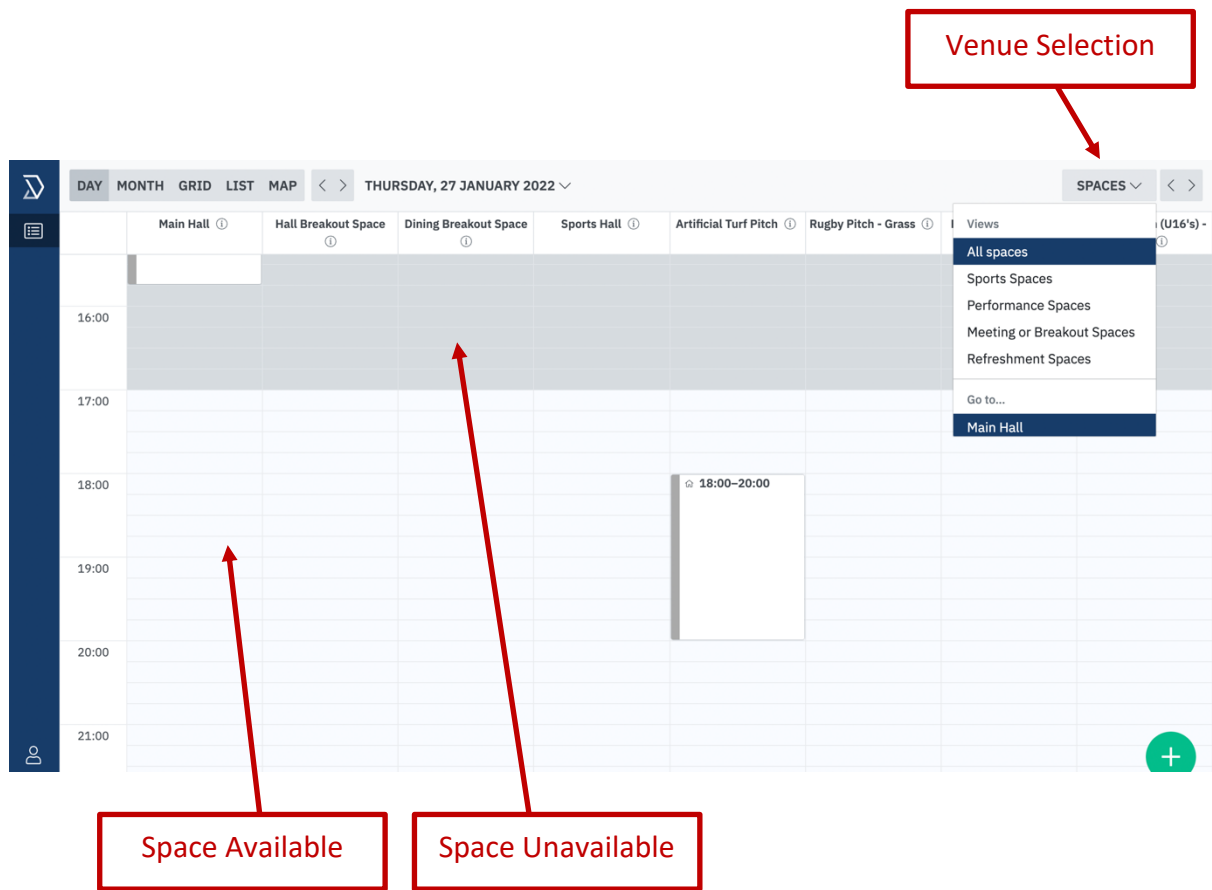 Venue Selection
DAY MONTH GRID LIST MAP < > THURSDAY, 27 JANUARY 2022 SPACES < >
Main Hall
Hall Breakout Space
Dining Breakout Space
Sports Hall
Artificial Turf Pitch
Rugby Pitch - Grass
(U16's) -
Views
All spaces
Sports Spaces
Performance Spaces
Meeting or Breakout Spaces
Refreshment Spaces
Go to...
Main Hall
16:00
17:00
18:00
18:00–20:00
19:00
20:00
21:00
+
Space Available
Space Unavailable